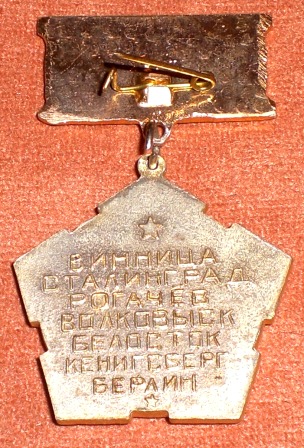 ВИННИЦА
СТАЛИНГРАД
РОГАЧЕВ
ВОЛКОВЫСК
БЕЛОСТОК
КЕНИГСБЕРГ
БЕРЛИН